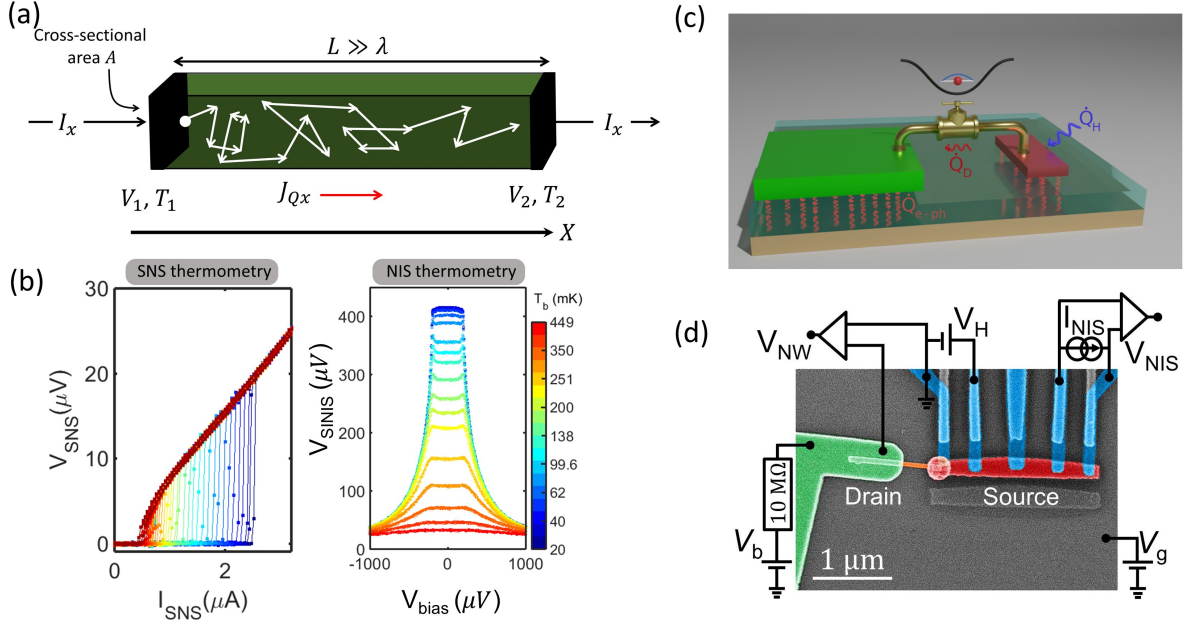 (a)
Cross-sectional
area A
L ≫ λ
I_x
I_x
V_1, T_1
J_Qx
V_2, T_2
X
(b)
SNS thermometry
NIS thermometry
V_SNS(μV)
30
20
10
0
0
2
I_SNS(μA)
V_SINIS (μV)
400
300
200
100
0
-1000
0
1000
V_bias (μV)
T_b (mK)
449
350
251
200
138
99.6
62
40
20
(c)
Q̇_H
Q̇_D
Q̇_e-ph
(d)
V_NW
V_H
I_NIS
V_NIS
10 MΩ
Drain
Source
V_b
1 μm
V_g